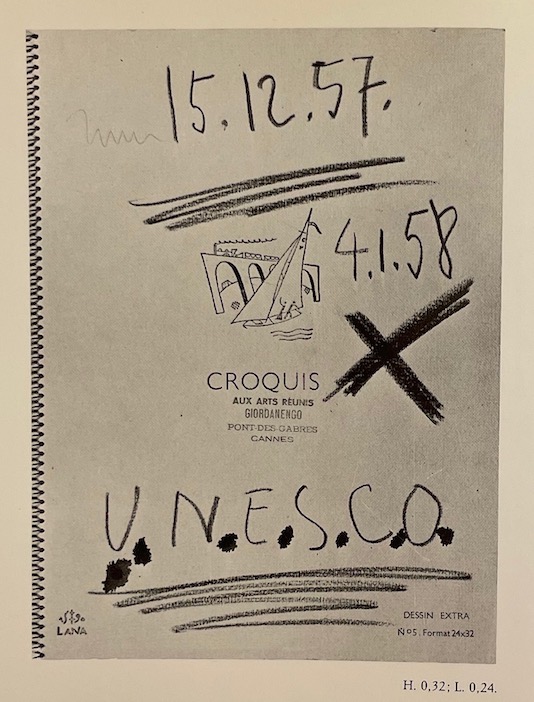 15.12.57.
4.1.58
CROQUIS
AUX ARTS RÉUNIS
GIORDANENGO
PONT-DES-GABRES
CANNES
U.N.E.S.C.O.
LANA
DESSIN EXTRA
No5. Format 24x32
H. 0,32; L. 0,24.